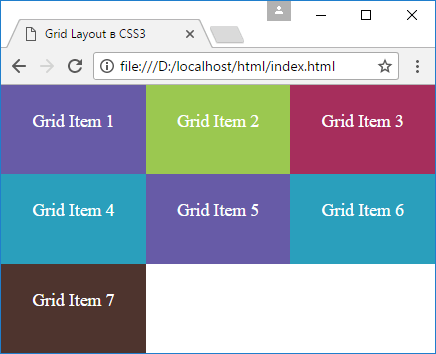 Grid Layout в CSS3
file:///D:/localhost/html/index.html
Grid Item 1 Grid Item 2 Grid Item 3
Grid Item 4 Grid Item 5 Grid Item 6
Grid Item 7